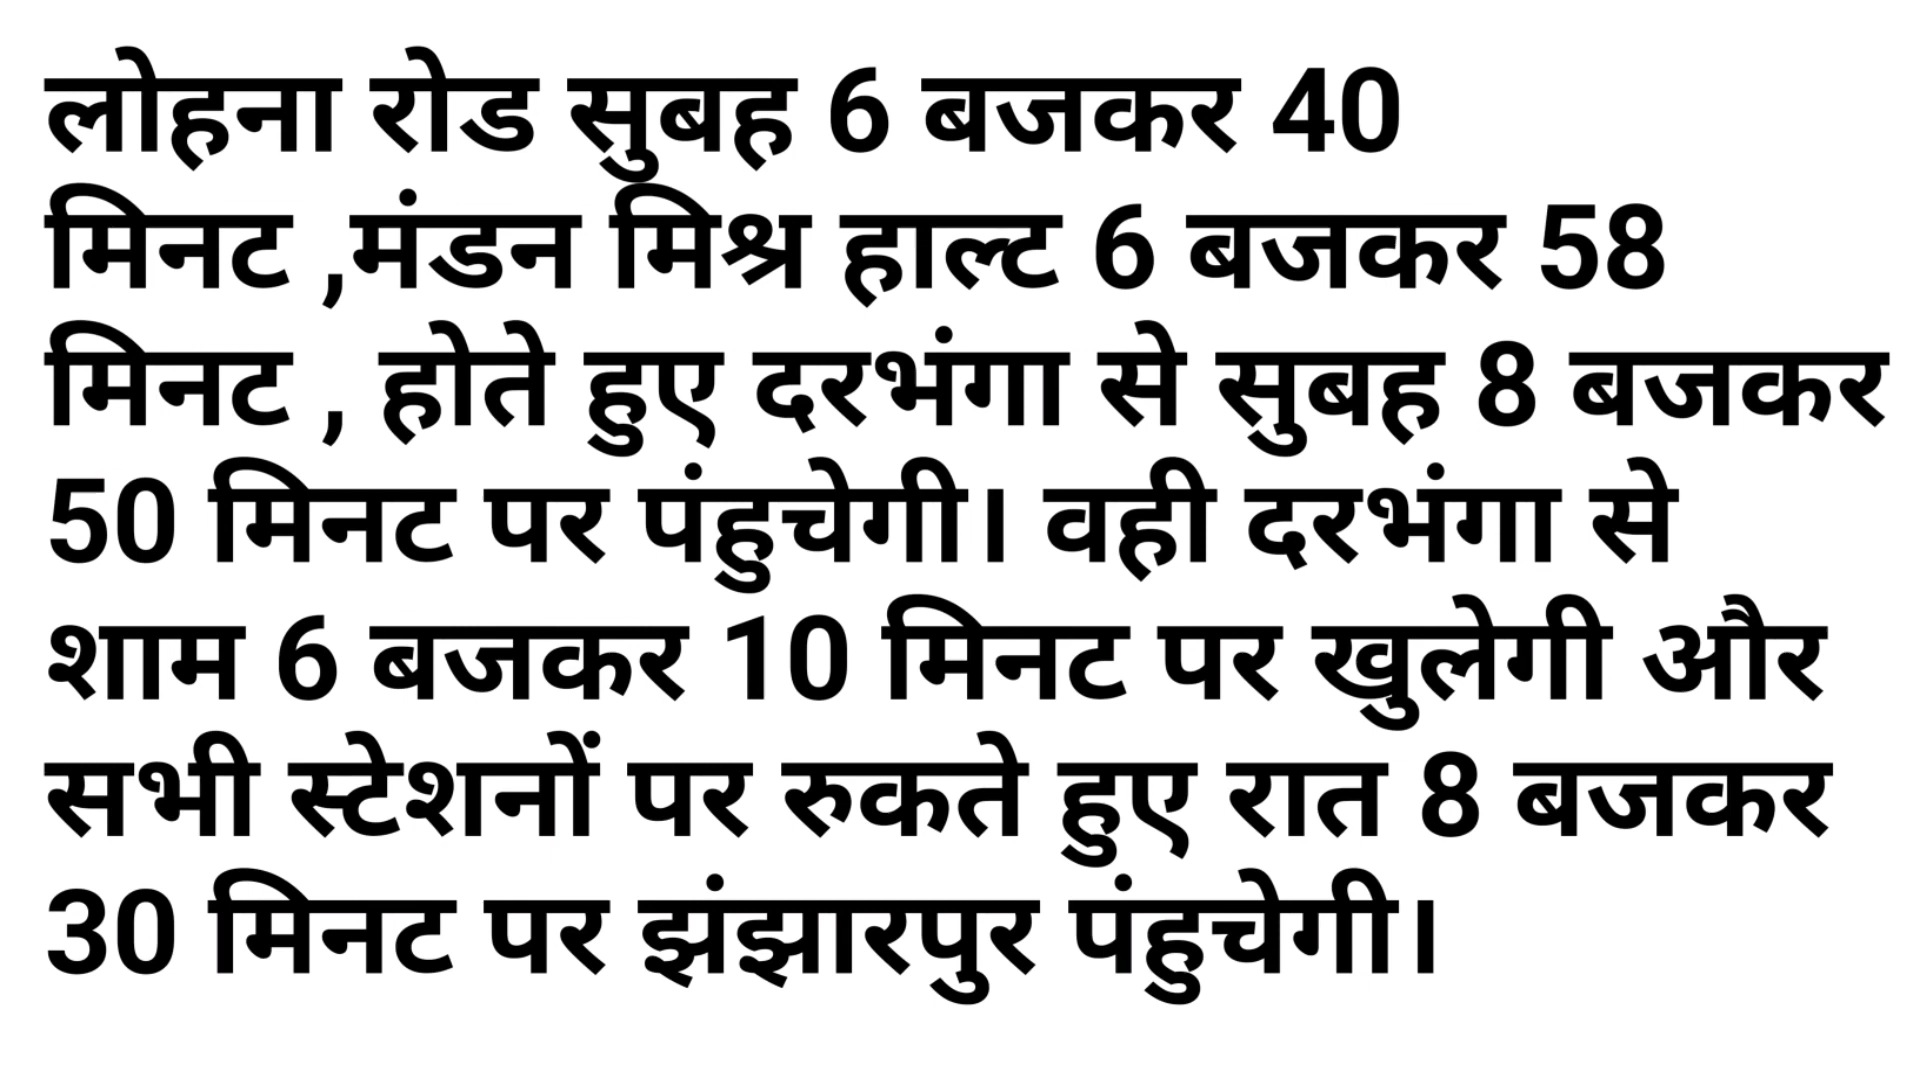 लोहना रोड सुबह 6 बजकर 40
मिनट ,मंडन मिश्र हाल्ट 6 बजकर 58
मिनट , होते हुए दरभंगा से सुबह 8 बजकर
50 मिनट पर पंहुचेगी। वही दरभंगा से
शाम 6 बजकर 10 मिनट पर खुलेगी और
सभी स्टेशनों पर रुकते हुए रात 8 बजकर
30 मिनट पर झंझारपुर पंहुचेगी।